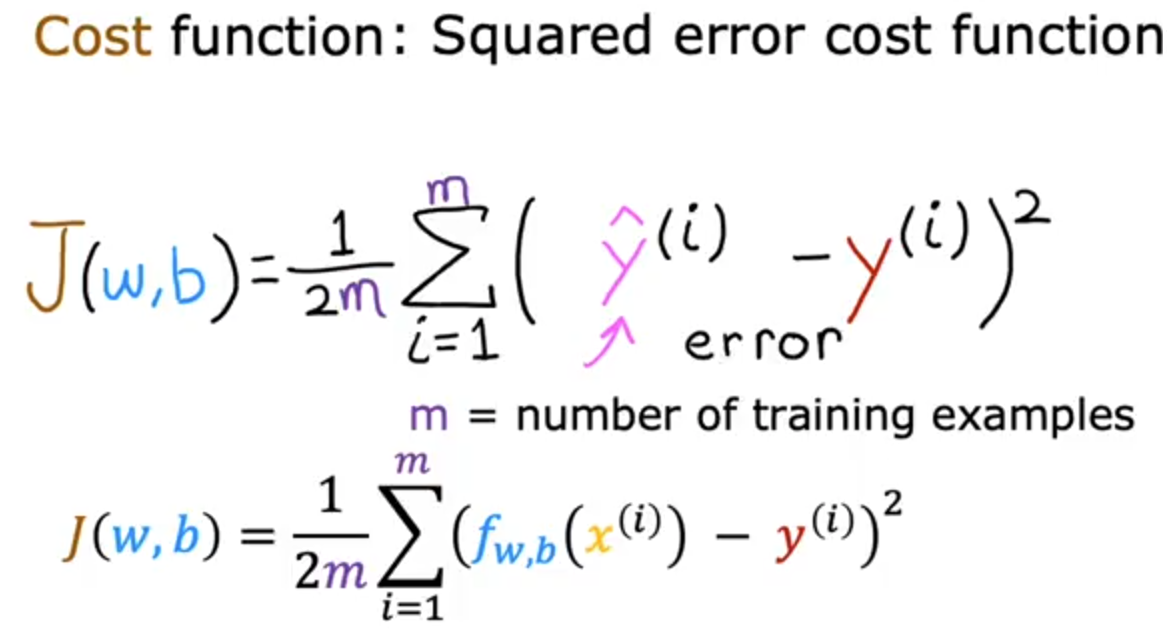 Cost function: Squared error cost function
J(w,b) = \frac{1}{2m} \sum_{i=1}^{m} ( ŷ^{(i)} - y^{(i)} )^2
error
m = number of training examples
J(w,b) = \frac{1}{2m} \sum_{i=1}^{m} (f_{w,b}(x^{(i)}) - y^{(i)})^2